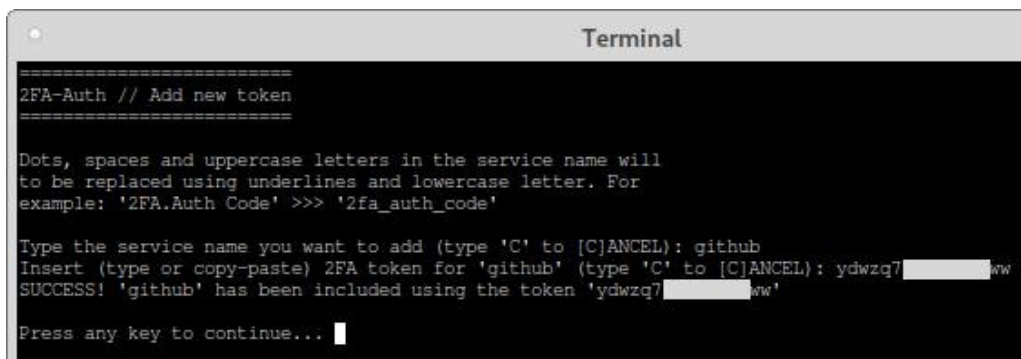 Terminal
==========================
2FA-Auth // Add new token
==========================
Dots, spaces and uppercase letters in the service name will
to be replaced using underlines and lowercase letter. For
example: '2FA.Auth Code' >>> '2fa_auth_code'
Type the service name you want to add (type 'C' to [C]ANCEL): github
Insert (type or copy-paste) 2FA token for 'github' (type 'C' to [C]ANCEL): ydwzq7 ww
SUCCESS! 'github' has been included using the token 'ydwzq7 ww'
Press any key to continue...